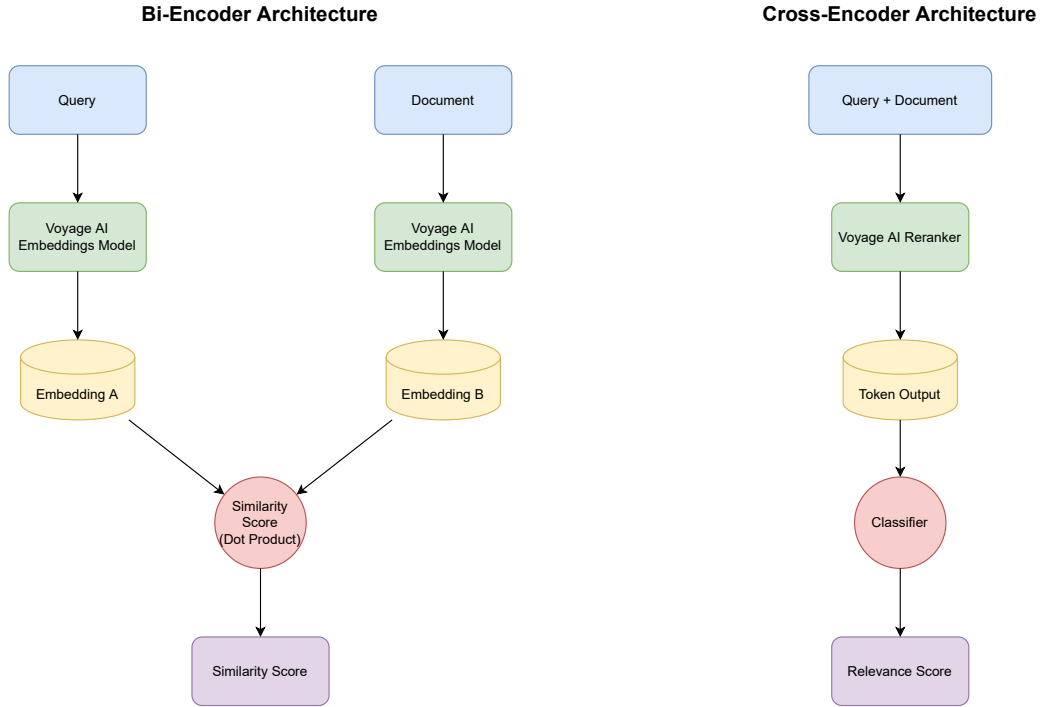 Bi-Encoder Architecture
Cross-Encoder Architecture
Query
Document
Query + Document
Voyage AI
Embeddings Model
Voyage AI
Embeddings Model
Voyage AI Reranker
Embedding A
Embedding B
Token Output
Similarity
Score
(Dot Product)
Classifier
Similarity Score
Relevance Score